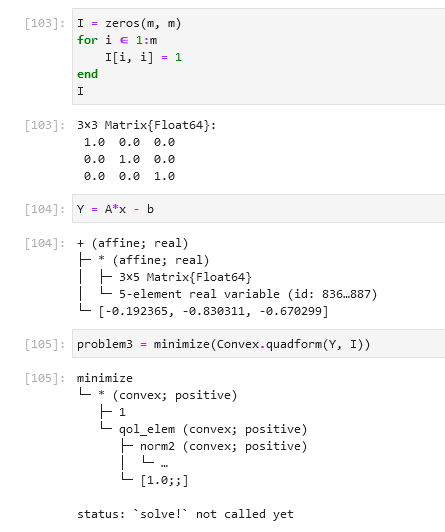 [103]: I = zeros(m, m)
for i ∈ 1:m
    I[i, i] = 1
end
I
[103]: 3×3 Matrix{Float64}:
 1.0  0.0  0.0
 0.0  1.0  0.0
 0.0  0.0  1.0
[104]: Y = A*x - b
[104]: + (affine; real)
├─ * (affine; real)
│  ├─ 3×5 Matrix{Float64}
│  └─ 5-element real variable (id: 836…887)
└─ [-0.192365, -0.830311, -0.670299]
[105]: problem3 = minimize(Convex.quadform(Y, I))
[105]: minimize
└─ * (convex; positive)
   ├─ 1
   └─ qol_elem (convex; positive)
      ├─ norm2 (convex; positive)
      │  └─ …
      └─ [1.0;;]
status: `solve!` not called yet